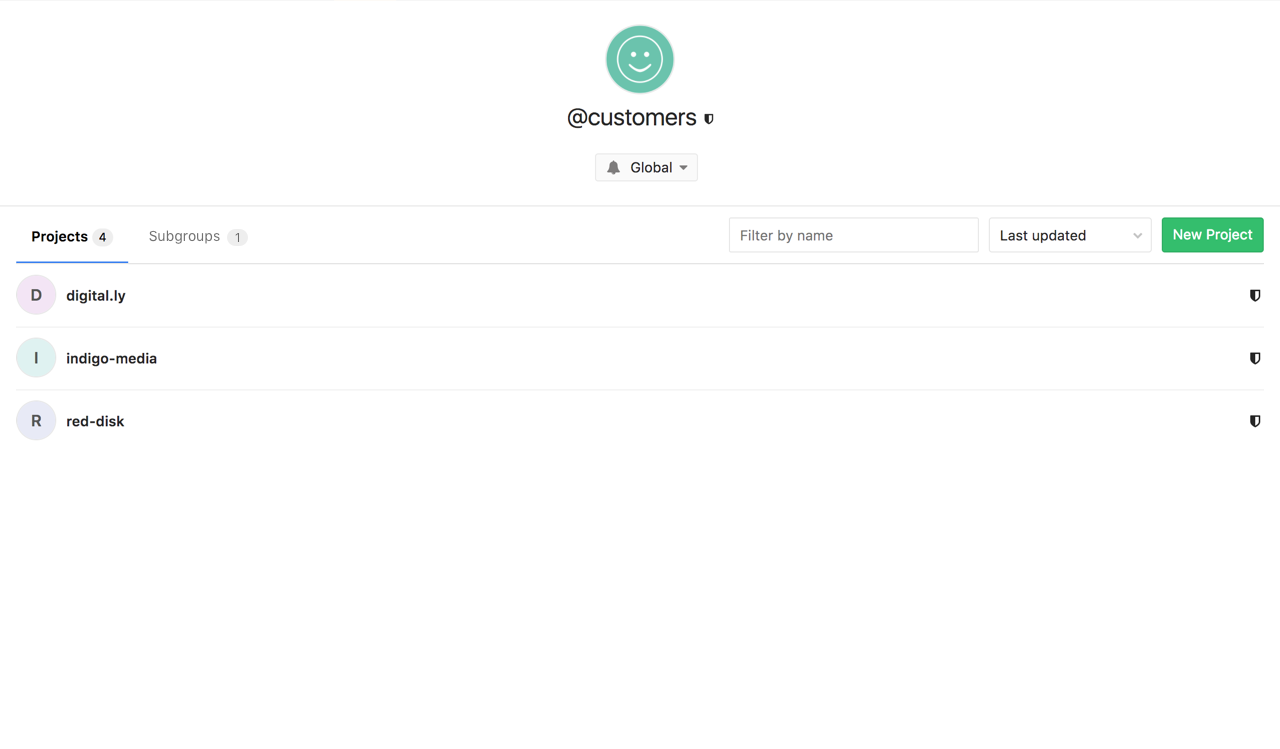 @customers
Global
Projects 4 Subgroups 1 Filter by name Last updated New Project
D digital.ly
I indigo-media
R red-disk